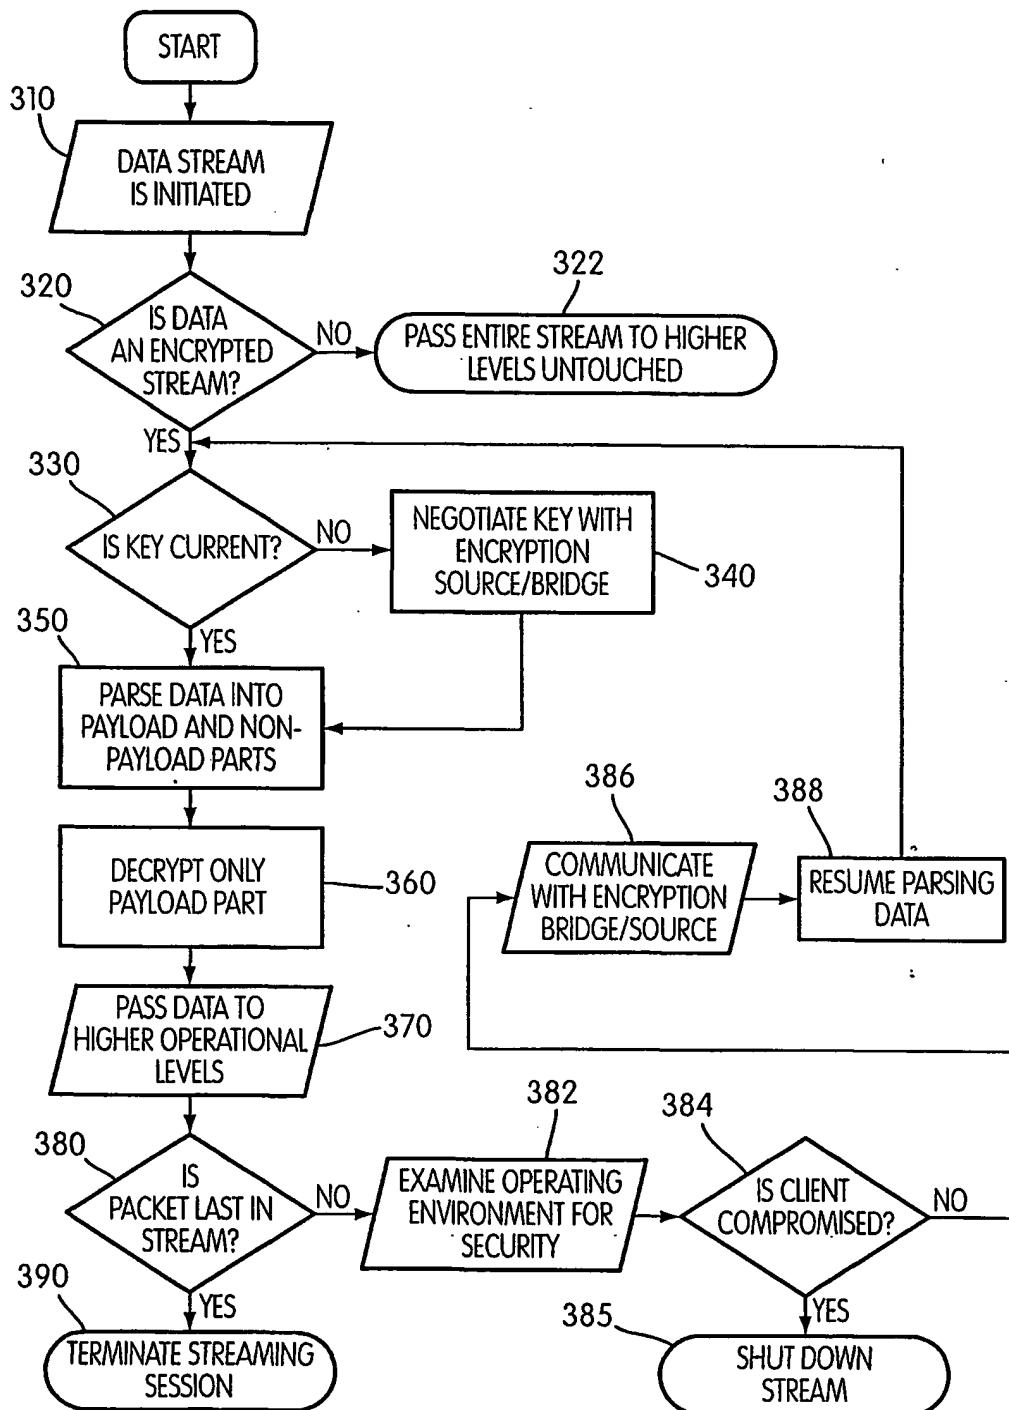 START
310
DATA STREAM
IS INITIATED
320
IS DATA
AN ENCRYPTED
STREAM?
NO
322
PASS ENTIRE STREAM TO HIGHER
LEVELS UNTOUCHED
YES
330
IS KEY CURRENT?
NO
NEGOTIATE KEY WITH
ENCRYPTION
SOURCE/BRIDGE
340
350
YES
PARSE DATA INTO
PAYLOAD AND NON-
PAYLOAD PARTS
DECRYPT ONLY
PAYLOAD PART
360
386
COMMUNICATE
WITH ENCRYPTION
BRIDGE/SOURCE
388
RESUME PARSING
DATA
PASS DATA TO
HIGHER OPERATIONAL
LEVELS
370
380
IS
PACKET LAST IN
STREAM?
NO
382
EXAMINE OPERATING
ENVIRONMENT FOR
SECURITY
384
IS CLIENT
COMPROMISED?
NO
390
YES
TERMINATE STREAMING
SESSION
385
YES
SHUT DOWN
STREAM